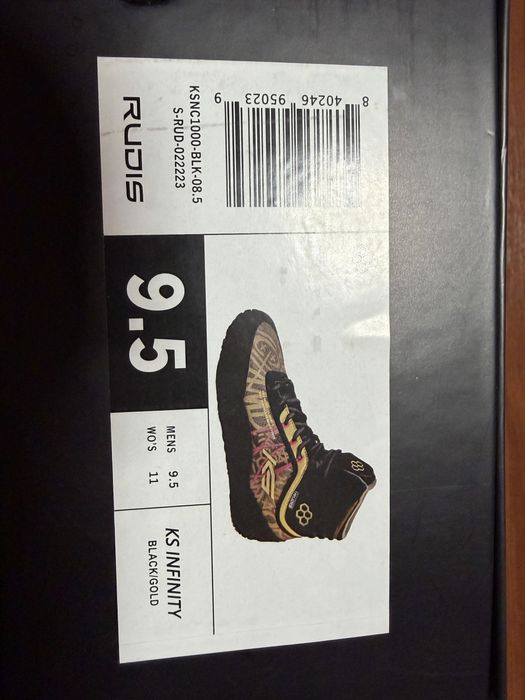 RUDIS
KSNC1000-BLK-08.5
S-RUD-022223
8 40246 95023 9
9.5
MENS 9.5
WO'S 11
KS INFINITY
BLACK/GOLD